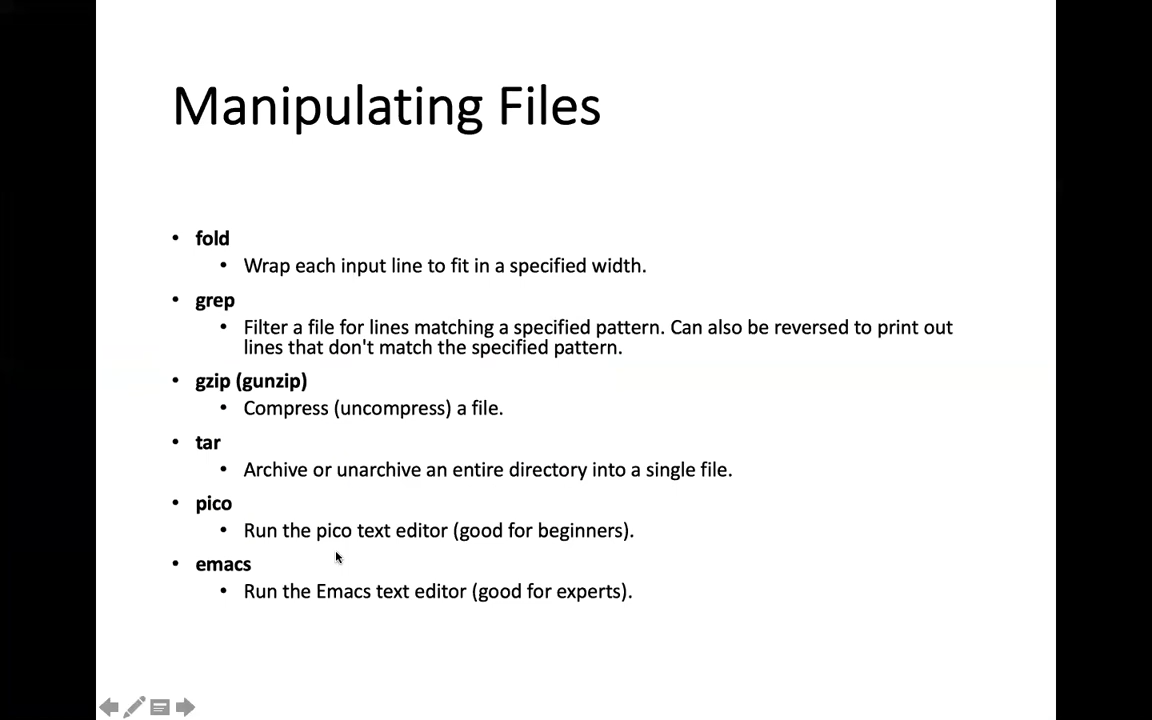 Manipulating Files
• fold
• Wrap each input line to fit in a specified width.
• grep
• Filter a file for lines matching a specified pattern. Can also be reversed to print out
lines that don't match the specified pattern.
• gzip (gunzip)
• Compress (uncompress) a file.
• tar
• Archive or unarchive an entire directory into a single file.
• pico
• Run the pico text editor (good for beginners).
• emacs
• Run the Emacs text editor (good for experts).